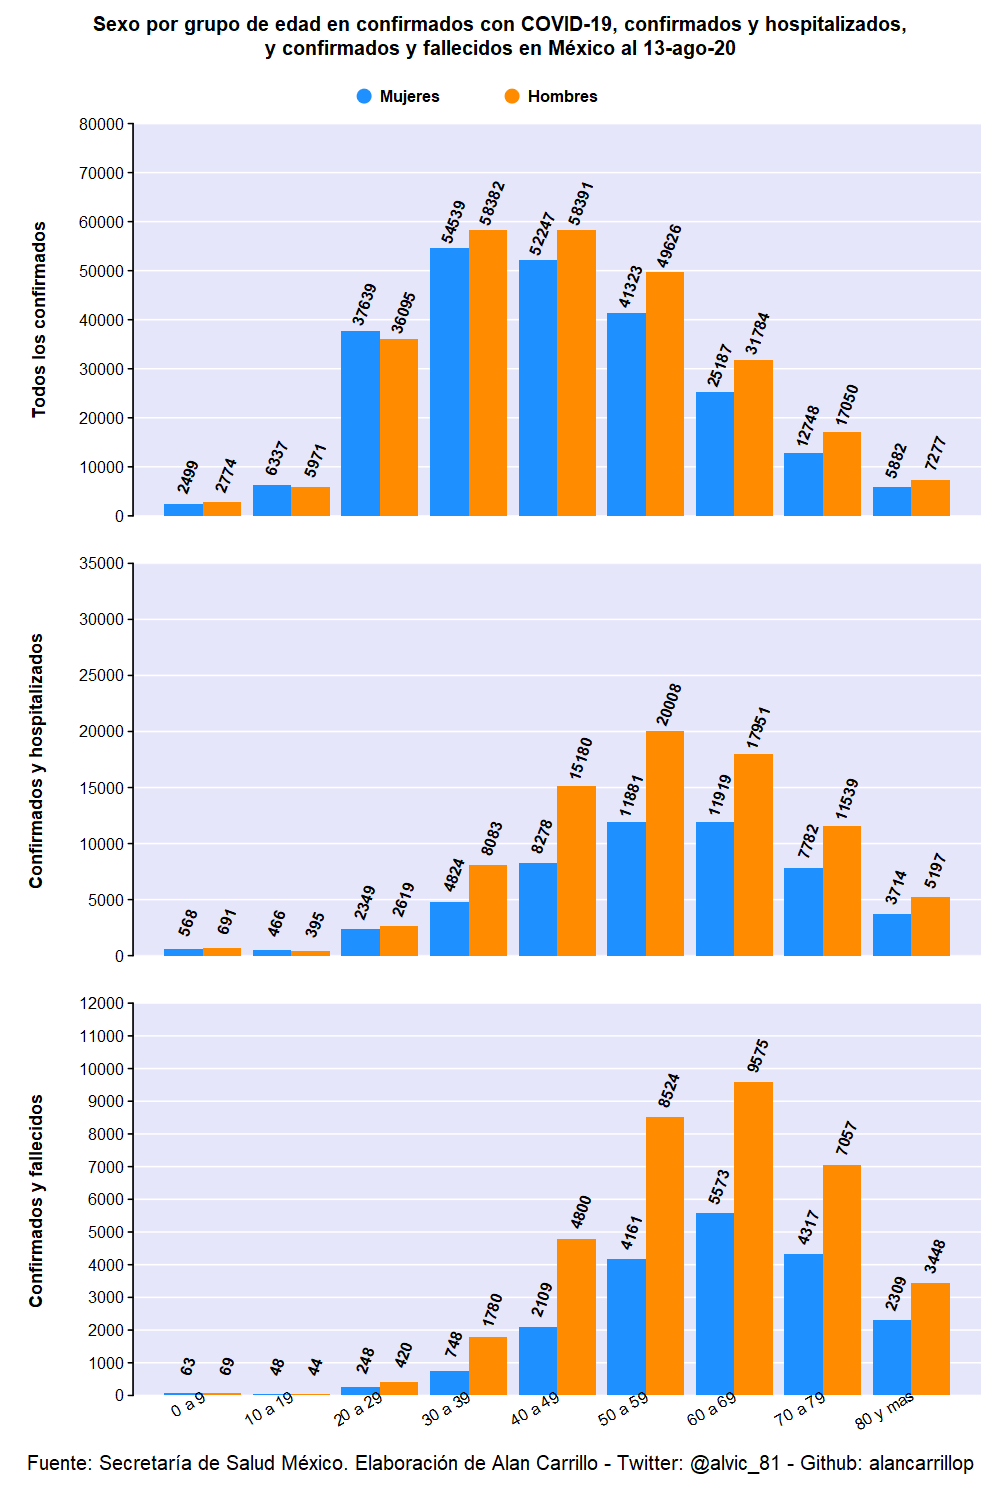 Sexo por grupo de edad en confirmados con COVID-19, confirmados y hospitalizados,
y confirmados y fallecidos en México al 13-ago-20
Mujeres Hombres
Todos los confirmados
80000
70000
60000
50000
40000
30000
20000
10000
0
2499 2774 6337 5971 37639 36095 54539 58382 52247 58391 41323 49626 25187 31784 12748 17050 5882 7277
Confirmados y hospitalizados
35000
30000
25000
20000
15000
10000
5000
0
568 691 466 395 2349 2619 4824 8083 8278 15180 11881 20008 11919 17951 7782 11539 3714 5197
Confirmados y fallecidos
12000
11000
10000
9000
8000
7000
6000
5000
4000
3000
2000
1000
0
63 69 48 44 248 420 748 1780 2109 4800 4161 8524 5573 9575 4317 7057 2309 3448
0 a 9 10 a 19 20 a 29 30 a 39 40 a 49 50 a 59 60 a 69 70 a 79 80 y mas
Fuente: Secretaría de Salud México. Elaboración de Alan Carrillo - Twitter: @alvic_81 - Github: alancarrillop